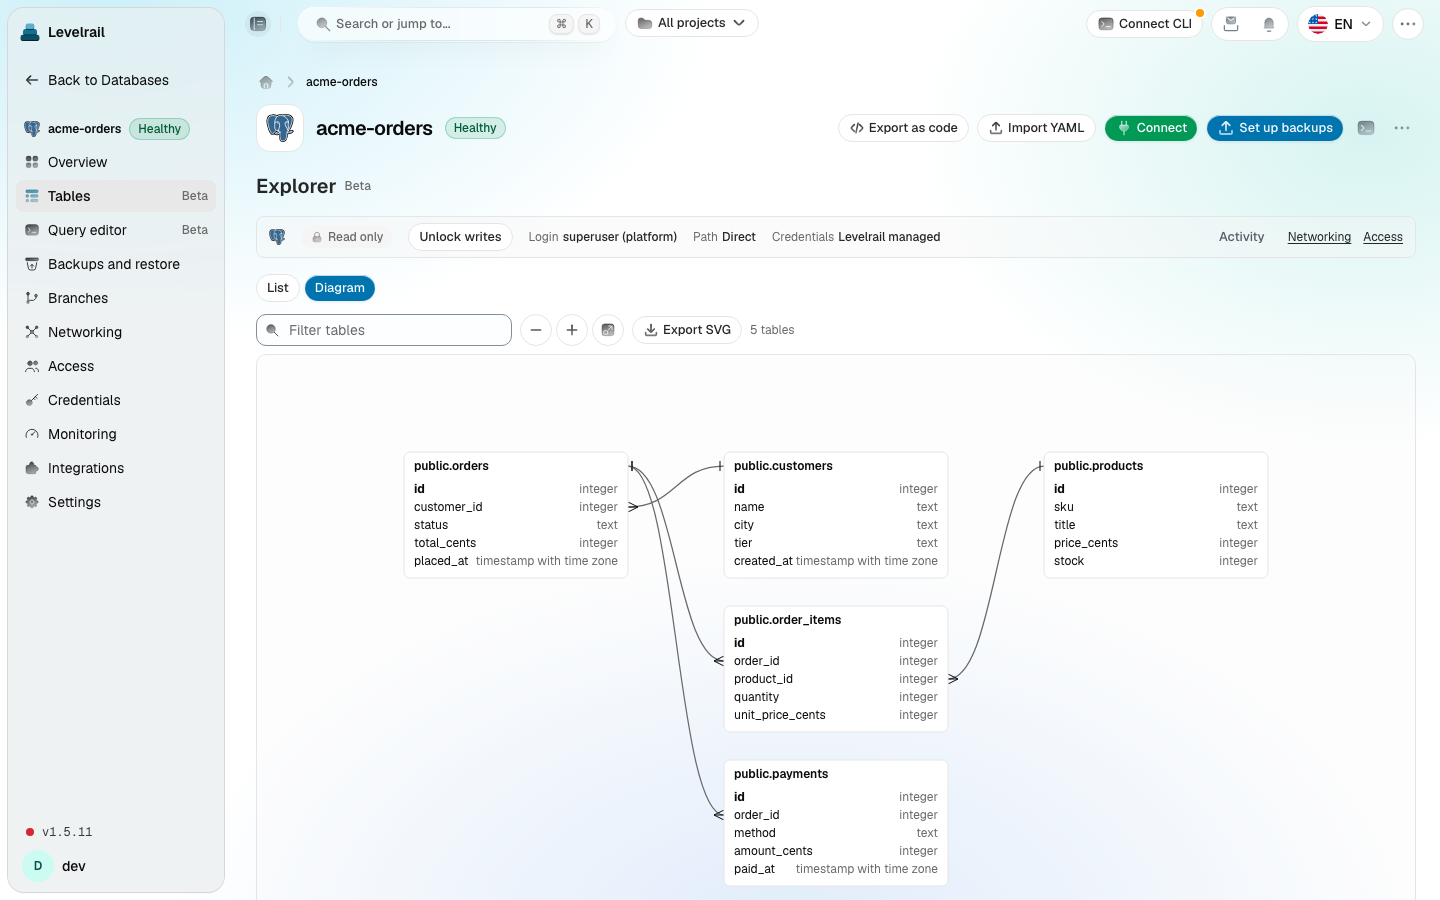 Levelrail
Search or jump to...
⌘ K
All projects
Connect CLI
EN
Back to Databases
acme-orders
acme-orders Healthy
Overview
Tables Beta
Query editor Beta
Backups and restore
Branches
Networking
Access
Credentials
Monitoring
Integrations
Settings
v1.5.11
D dev
acme-orders Healthy
Export as code
Import YAML
Connect
Set up backups
Explorer Beta
Read only
Unlock writes
Login superuser (platform)
Path Direct
Credentials Levelrail managed
Activity
Networking
Access
List
Diagram
Filter tables
Export SVG
5 tables
public.orders
id integer
customer_id integer
status text
total_cents integer
placed_at timestamp with time zone
public.customers
id integer
name text
city text
tier text
created_at timestamp with time zone
public.products
id integer
sku text
title text
price_cents integer
stock integer
public.order_items
id integer
order_id integer
product_id integer
quantity integer
unit_price_cents integer
public.payments
id integer
order_id integer
method text
amount_cents integer
paid_at timestamp with time zone